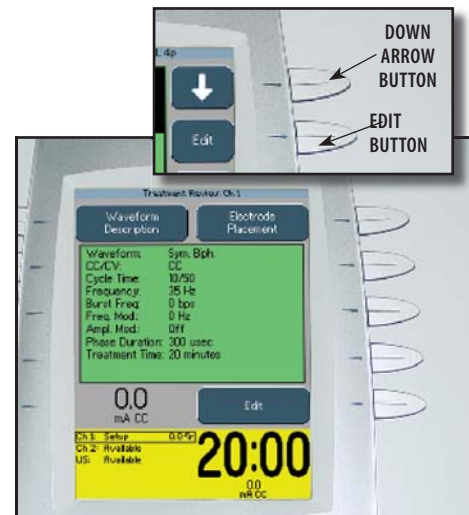 DOWN
ARROW
BUTTON
Edit
EDIT
BUTTON
Treatment Review Ch 1
Waveform
Description
Electrode
Placement
Waveform: Sym. Bph.
CC/CV: CC
Cycle Time: 10/50
Frequency: 35 Hz
Burst Freq: 0 bps
Freq. Mod: 0 Hz
Ampl. Mod: Off
Phase Duration: 300 usec
Treatment Time: 20 minutes
0.0
mA CC
Edit
Ch 1: Setup
Ch 2: Available
US: Available
20:00
0.0
mA CC